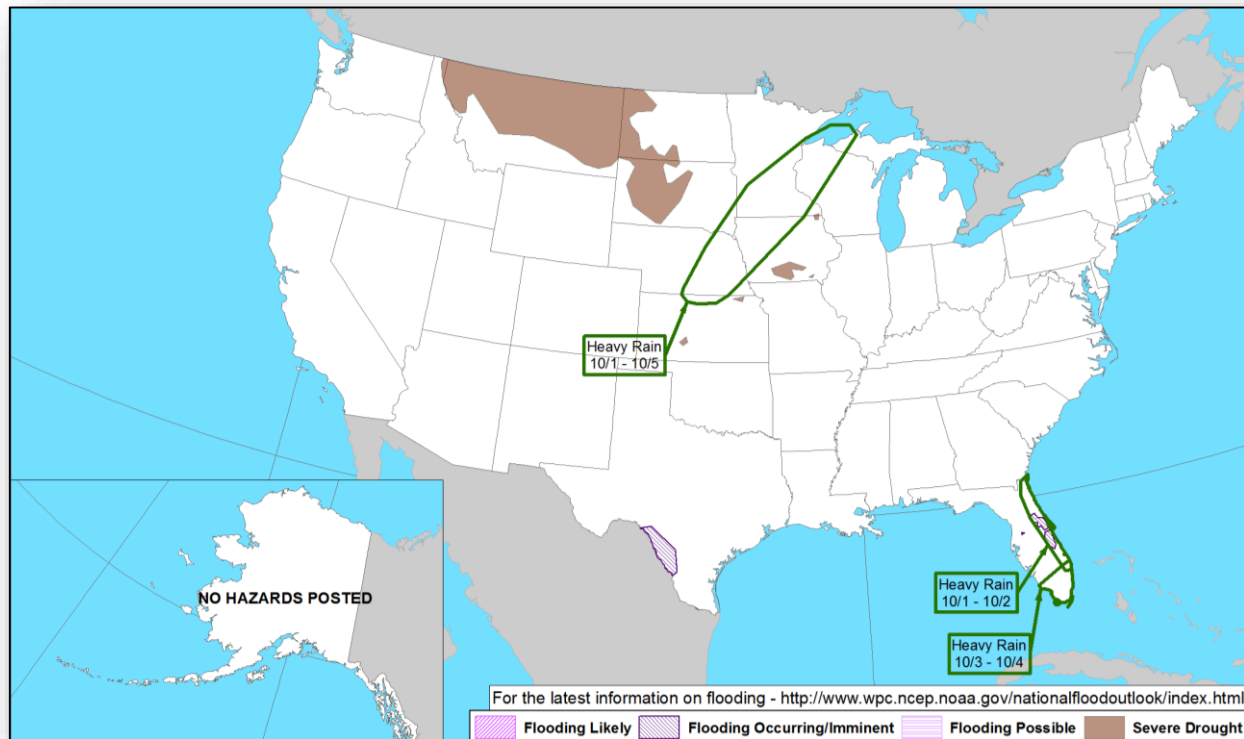 Heavy Rain
10/1 - 10/5
NO HAZARDS POSTED
Heavy Rain
10/1 - 10/2
Heavy Rain
10/3 - 10/4
For the latest information on flooding - http://www.wpc.ncep.noaa.gov/nationalfloodoutlook/index.html
Flooding Likely
Flooding Occurring/Imminent
Flooding Possible
Severe Drought